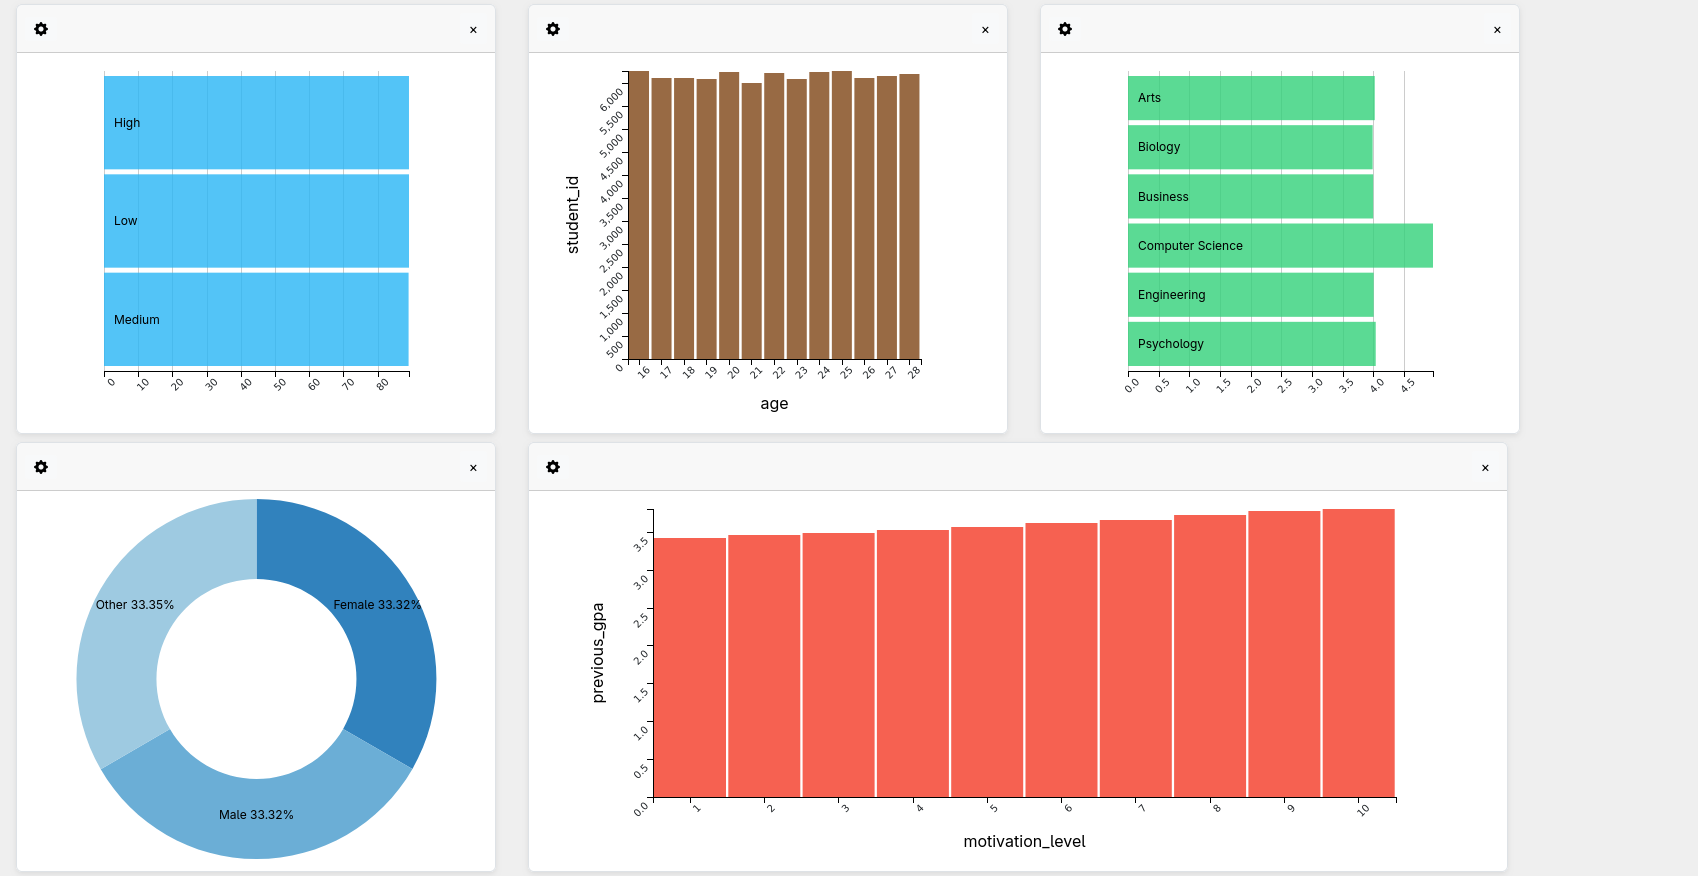 ×
High
Low
Medium
0 10 20 30 40 50 60 70 80
×
student_id
6,000
5,500
5,000
4,500
4,000
3,500
3,000
2,500
2,000
1,500
1,000
500
0
16 17 18 19 20 21 22 23 24 25 26 27 28
age
×
Arts
Biology
Business
Computer Science
Engineering
Psychology
0.0 0.5 1.0 1.5 2.0 2.5 3.0 3.5 4.0 4.5
×
Other 33.35%
Female 33.32%
Male 33.32%
×
previous_gpa
3.5
3.0
2.5
2.0
1.5
1.0
0.5
0.0
1 2 3 4 5 6 7 8 9 10
motivation_level